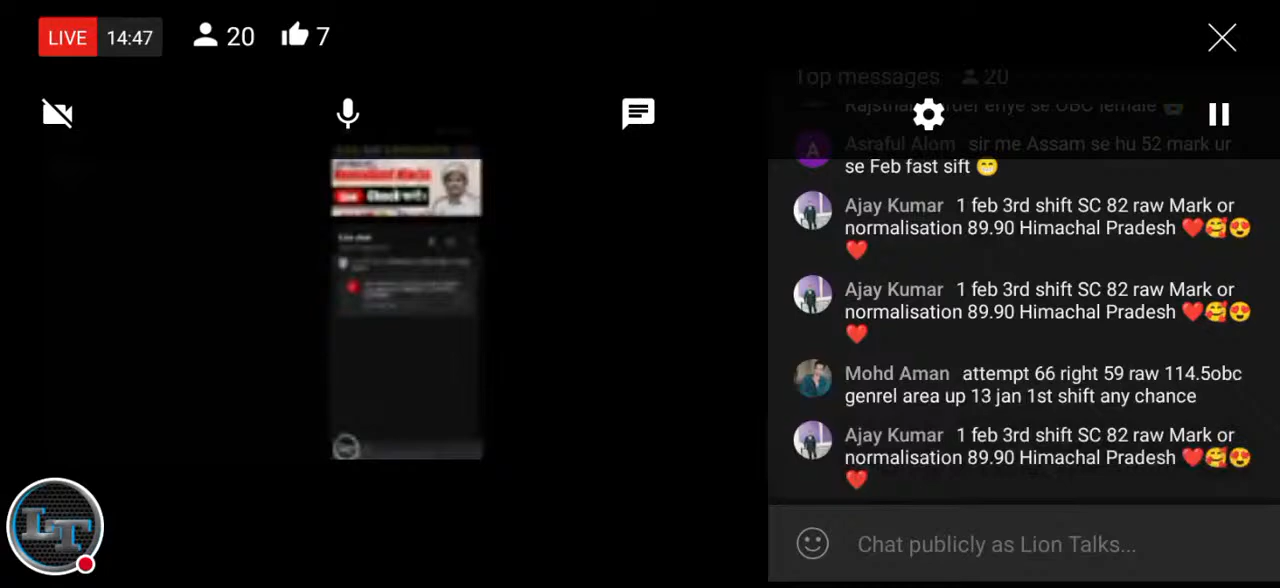 LIVE 14:47 20 7
Top messages 20
se OBC female
Asraful Alom sir me Assam se hu 52 mark ur
se Feb fast sift 😁
Ajay Kumar 1 feb 3rd shift SC 82 raw Mark or
normalisation 89.90 Himachal Pradesh ❤️🥰😍
❤️
Ajay Kumar 1 feb 3rd shift SC 82 raw Mark or
normalisation 89.90 Himachal Pradesh ❤️🥰😍
❤️
Mohd Aman attempt 66 right 59 raw 114.5obc
genrel area up 13 jan 1st shift any chance
Ajay Kumar 1 feb 3rd shift SC 82 raw Mark or
normalisation 89.90 Himachal Pradesh ❤️🥰😍
❤️
Chat publicly as Lion Talks...
LT